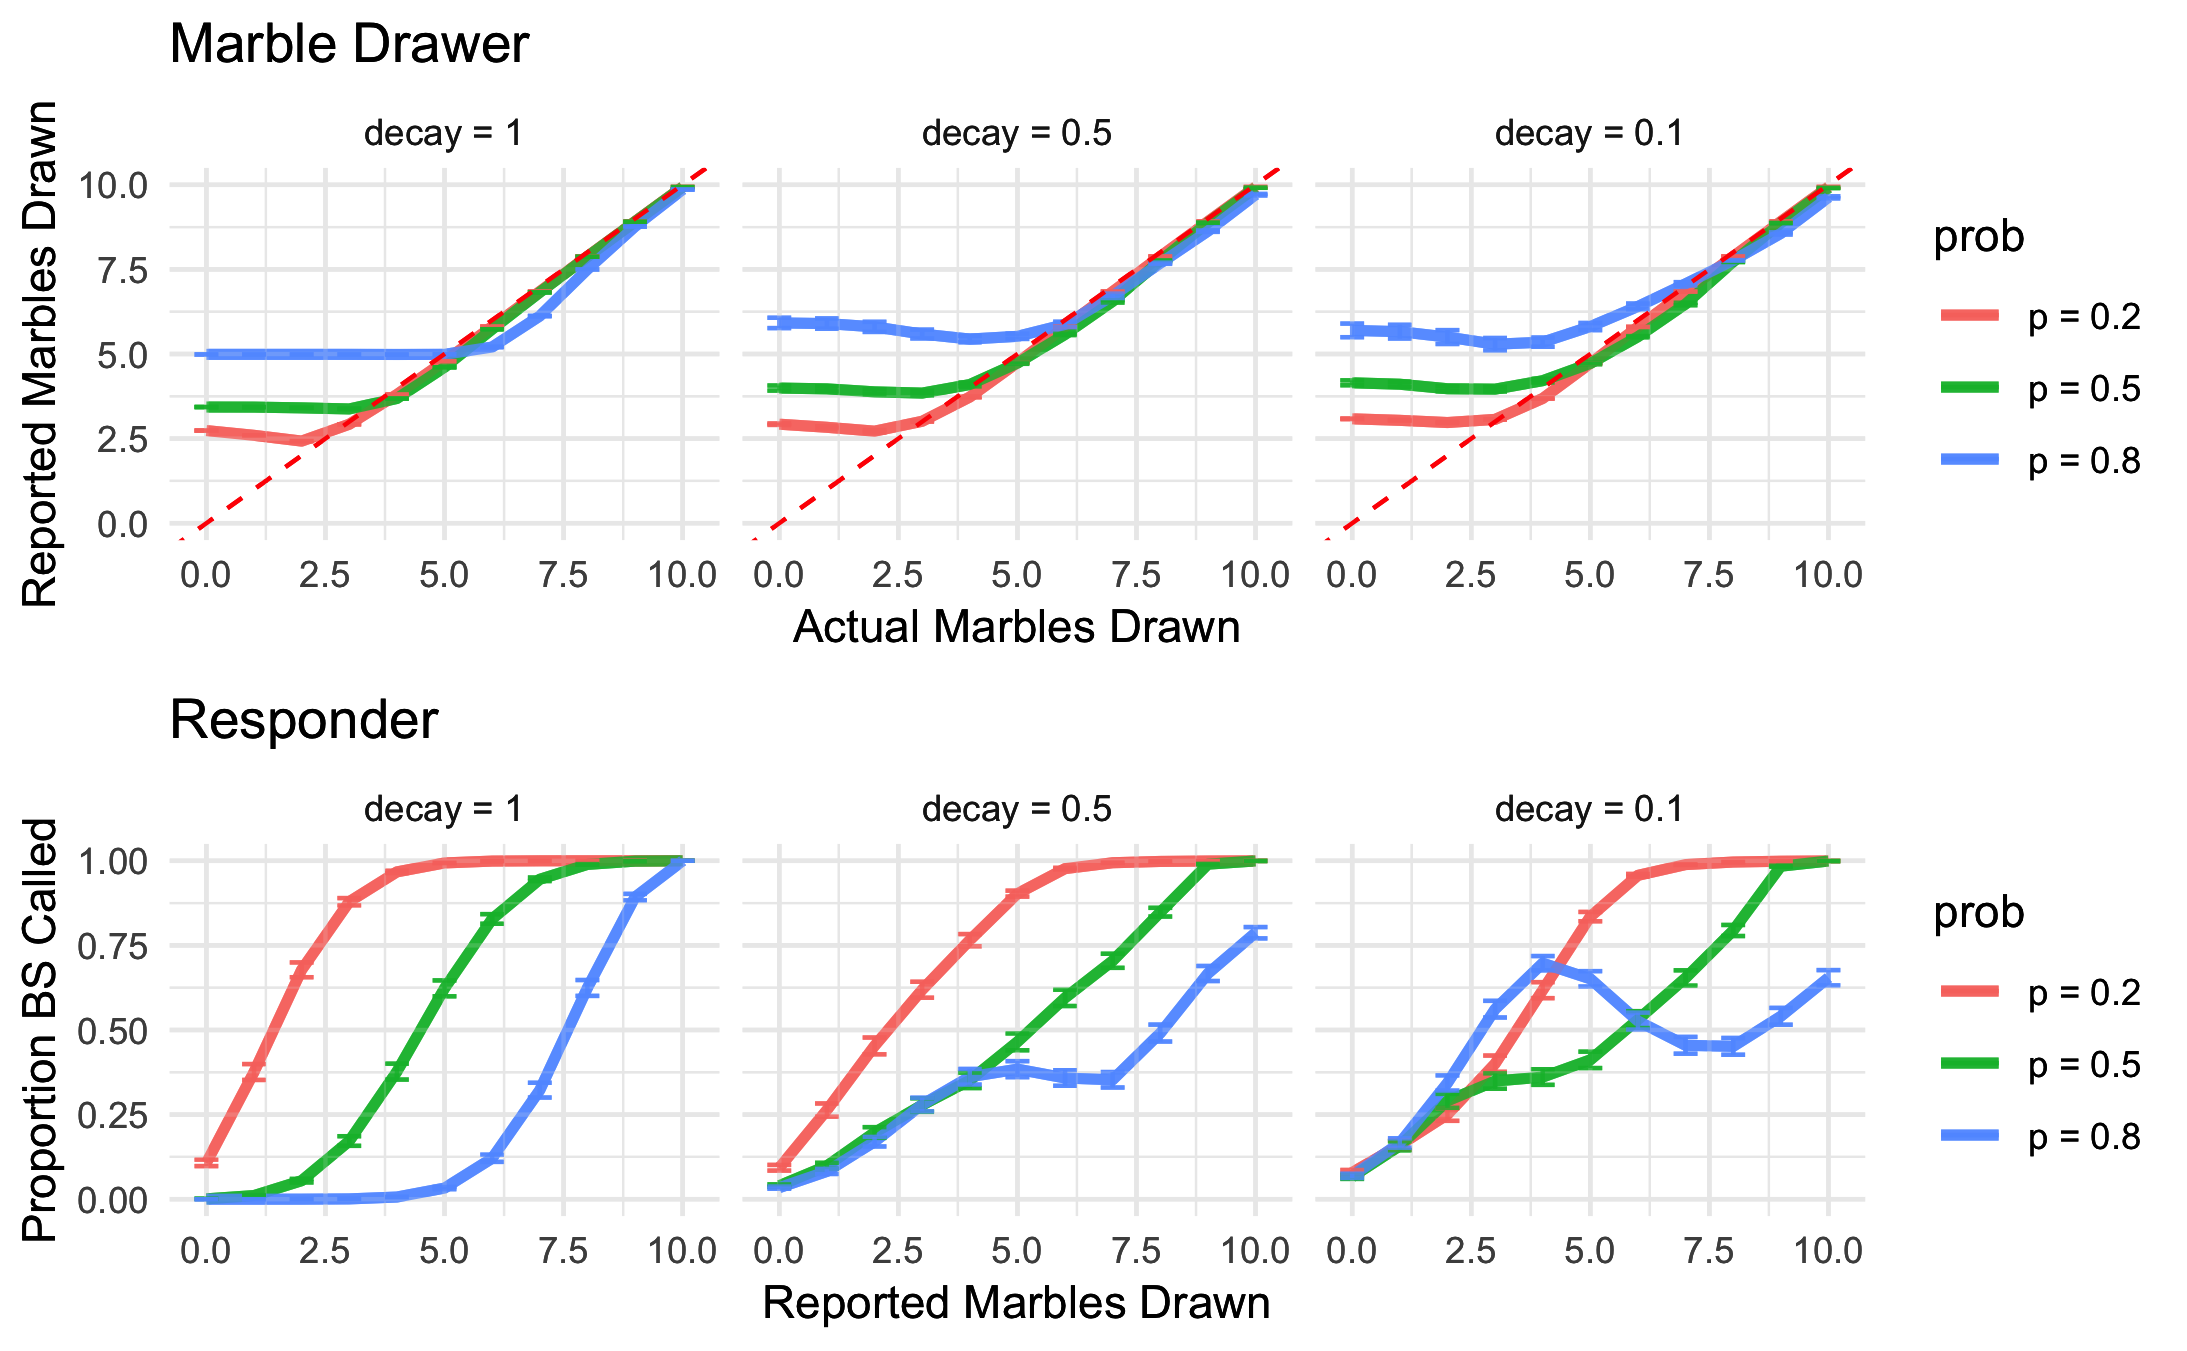 Marble Drawer
decay = 1
decay = 0.5
decay = 0.1
Reported Marbles Drawn
10.0
7.5
5.0
2.5
0.0
0.0 2.5 5.0 7.5 10.0
0.0 2.5 5.0 7.5 10.0
0.0 2.5 5.0 7.5 10.0
Actual Marbles Drawn
prob
p = 0.2
p = 0.5
p = 0.8
Responder
decay = 1
decay = 0.5
decay = 0.1
Proportion BS Called
1.00
0.75
0.50
0.25
0.00
0.0 2.5 5.0 7.5 10.0
0.0 2.5 5.0 7.5 10.0
0.0 2.5 5.0 7.5 10.0
Reported Marbles Drawn
prob
p = 0.2
p = 0.5
p = 0.8